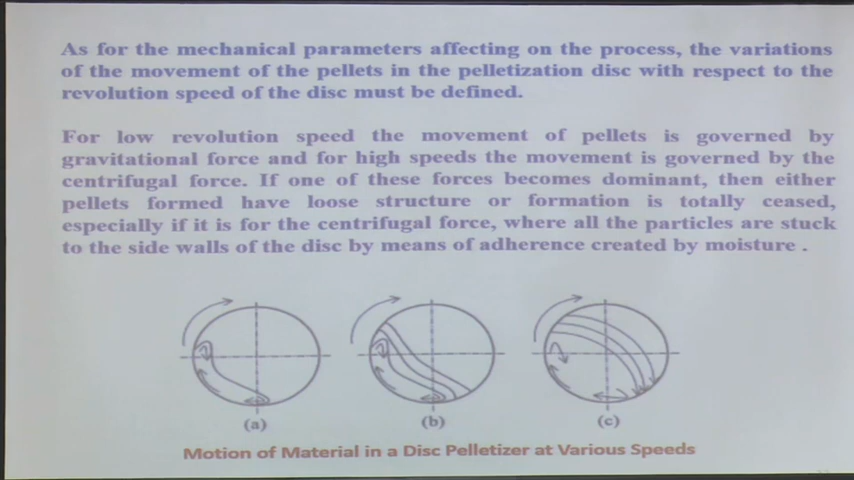 As for the mechanical parameters affecting on the process, the variations
of the movement of the pellets in the pelletization disc with respect to the
revolution speed of the disc must be defined.
For low revolution speed the movement of pellets is governed by
gravitational force and for high speeds the movement is governed by the
centrifugal force. If one of these forces becomes dominant, then either
pellets formed have loose structure or formation is totally ceased,
especially if it is for the centrifugal force, where all the particles are stuck
to the side walls of the disc by means of adherence created by moisture .
(a) (b) (c)
Motion of Material in a Disc Pelletizer at Various Speeds